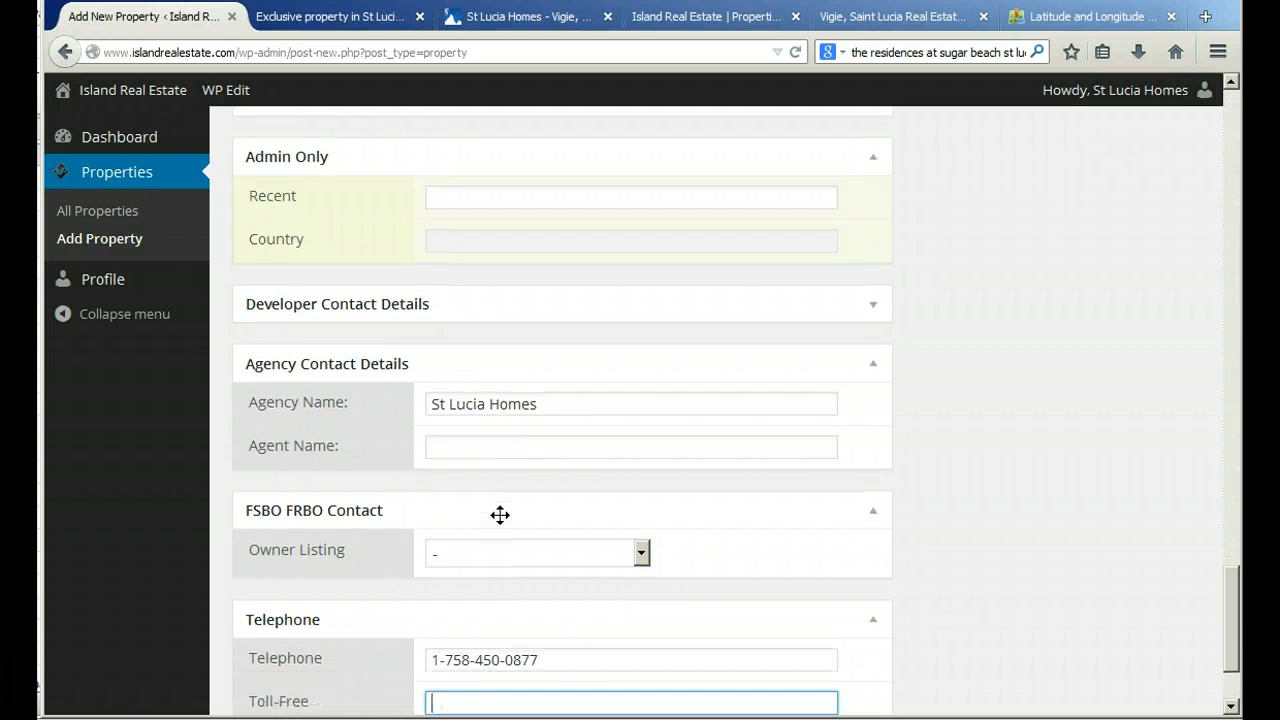 Add New Property ‹ Island R...
Exclusive property in St Luci...
St Lucia Homes - Vigie, ...
Island Real Estate | Properti...
Vigie, Saint Lucia Real Estat...
Latitude and Longitude ...
www.islandrealestate.com/wp-admin/post-new.php?post_type=property
the residences at sugar beach st lu
Island Real Estate
WP Edit
Howdy, St Lucia Homes
Dashboard
Properties
All Properties
Add Property
Profile
Collapse menu
Admin Only
Recent
Country
Developer Contact Details
Agency Contact Details
Agency Name:
St Lucia Homes
Agent Name:
FSBO FRBO Contact
Owner Listing
-
Telephone
Telephone
1-758-450-0877
Toll-Free